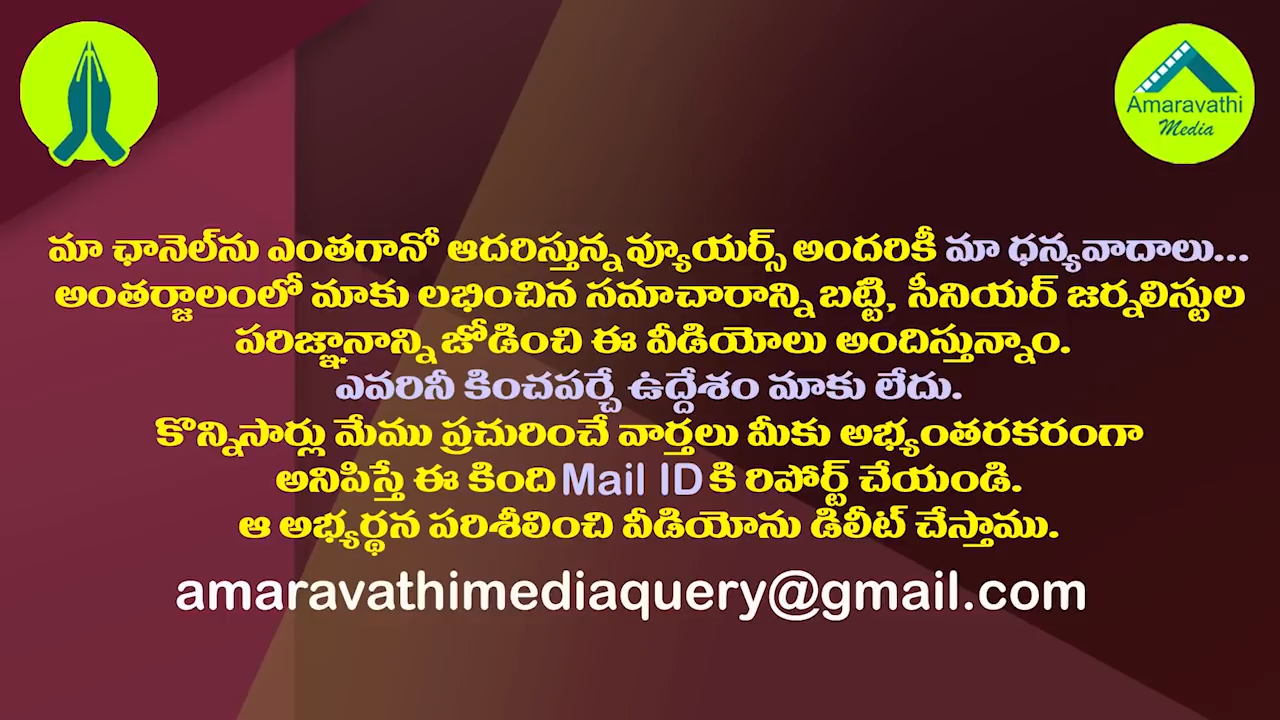 Amaravathi
Media
మా ఛానెల్‌ను ఎంతగానో ఆదరిస్తున్న వ్యూయర్స్ అందరికీ మా ధన్యవాదాలు...
అంతర్జాలంలో మాకు లభించిన సమాచారాన్ని బట్టి, సీనియర్ జర్నలిస్టుల
పరిజ్ఞానాన్ని జోడించి ఈ వీడియోలు అందిస్తున్నాం.
ఎవరినీ కించపర్చే ఉద్దేశం మాకు లేదు.
కొన్నిసార్లు మేము ప్రచురించే వార్తలు మీకు అభ్యంతరకరంగా
అనిపిస్తే ఈ కింది Mail ID కి రిపోర్ట్ చేయండి.
ఆ అభ్యర్థన పరిశీలించి వీడియోను డిలీట్ చేస్తాము.
amaravathimediaquery@gmail.com